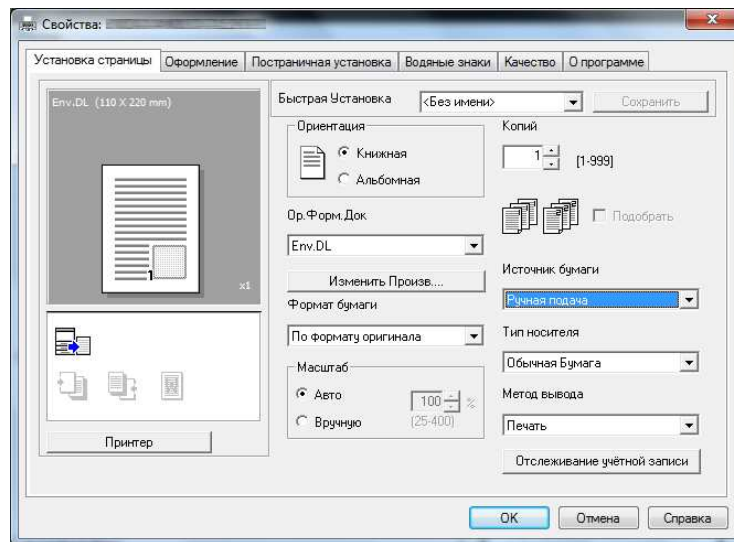 Свойства:
Установка страницы Оформление Постраничная установка Водяные знаки Качество О программе
Env.DL (110 X 220 mm)
1
x1
Принтер
Быстрая Установка <Без имени> Сохранить
Ориентация
Книжная
Альбомная
Ор.Форм.Док
Env.DL
Изменить Произв....
Формат бумаги
По формату оригинала
Масштаб
Авто 100 %
Вручную (25-400)
Копий
1 [1-999]
Подобрать
Источник бумаги
Ручная подача
Тип носителя
Обычная Бумага
Метод вывода
Печать
Отслеживание учётной записи
OK Отмена Справка